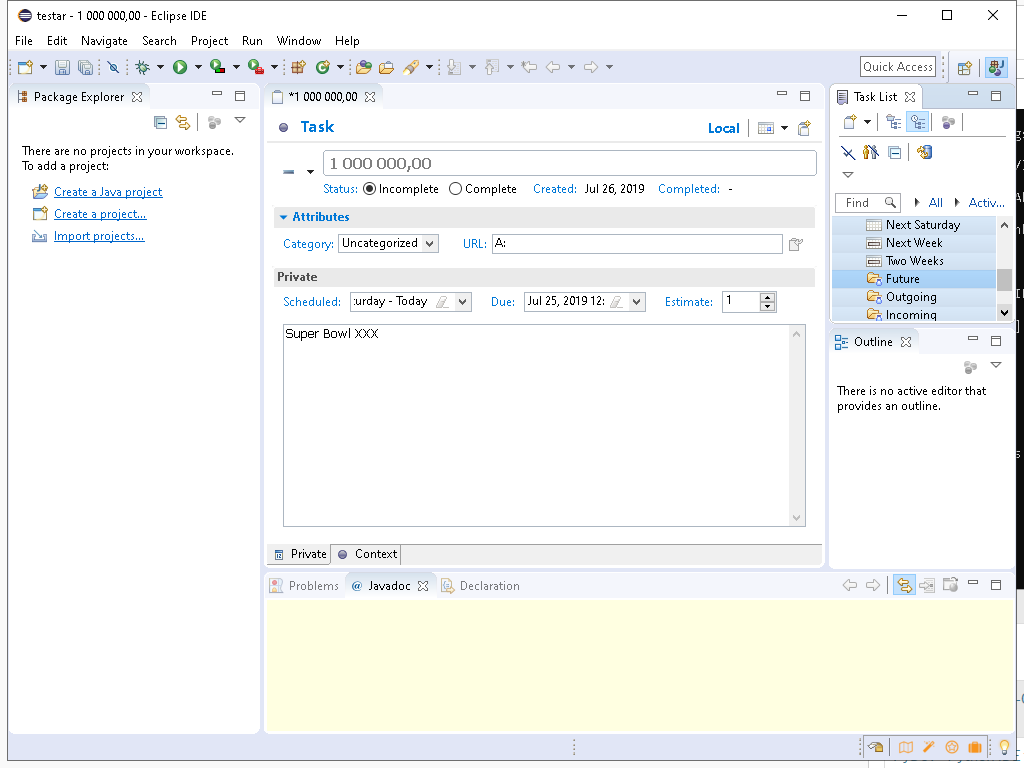 testar - 1 000 000,00 - Eclipse IDE
File Edit Navigate Search Project Run Window Help
Quick Access
Package Explorer
There are no projects in your workspace.
To add a project:
Create a Java project
Create a project...
Import projects...
*1 000 000,00
Task
Local
1 000 000,00
Status: Incomplete Complete Created: Jul 26, 2019 Completed: -
Attributes
Category: Uncategorized URL: A:
Private
Scheduled: :urday - Today Due: Jul 25, 2019 12: Estimate: 1
Super Bowl XXX
Private Context
Problems @ Javadoc Declaration
Task List
Find All Activ...
Next Saturday
Next Week
Two Weeks
Future
Outgoing
Incoming
Outline
There is no active editor that
provides an outline.